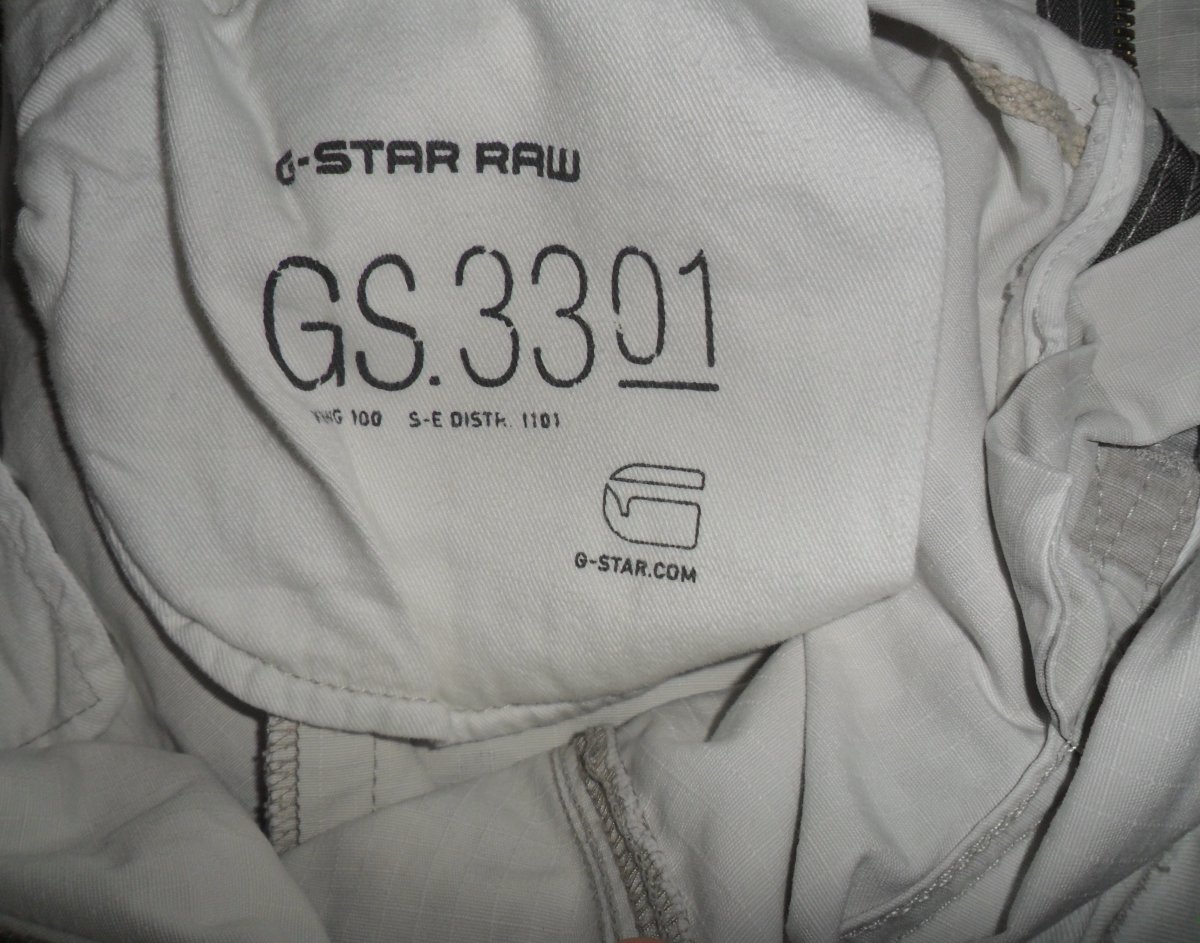 G-STAR RAW
GS.3301
100 S-E DISTR. 1101
G-STAR.COM